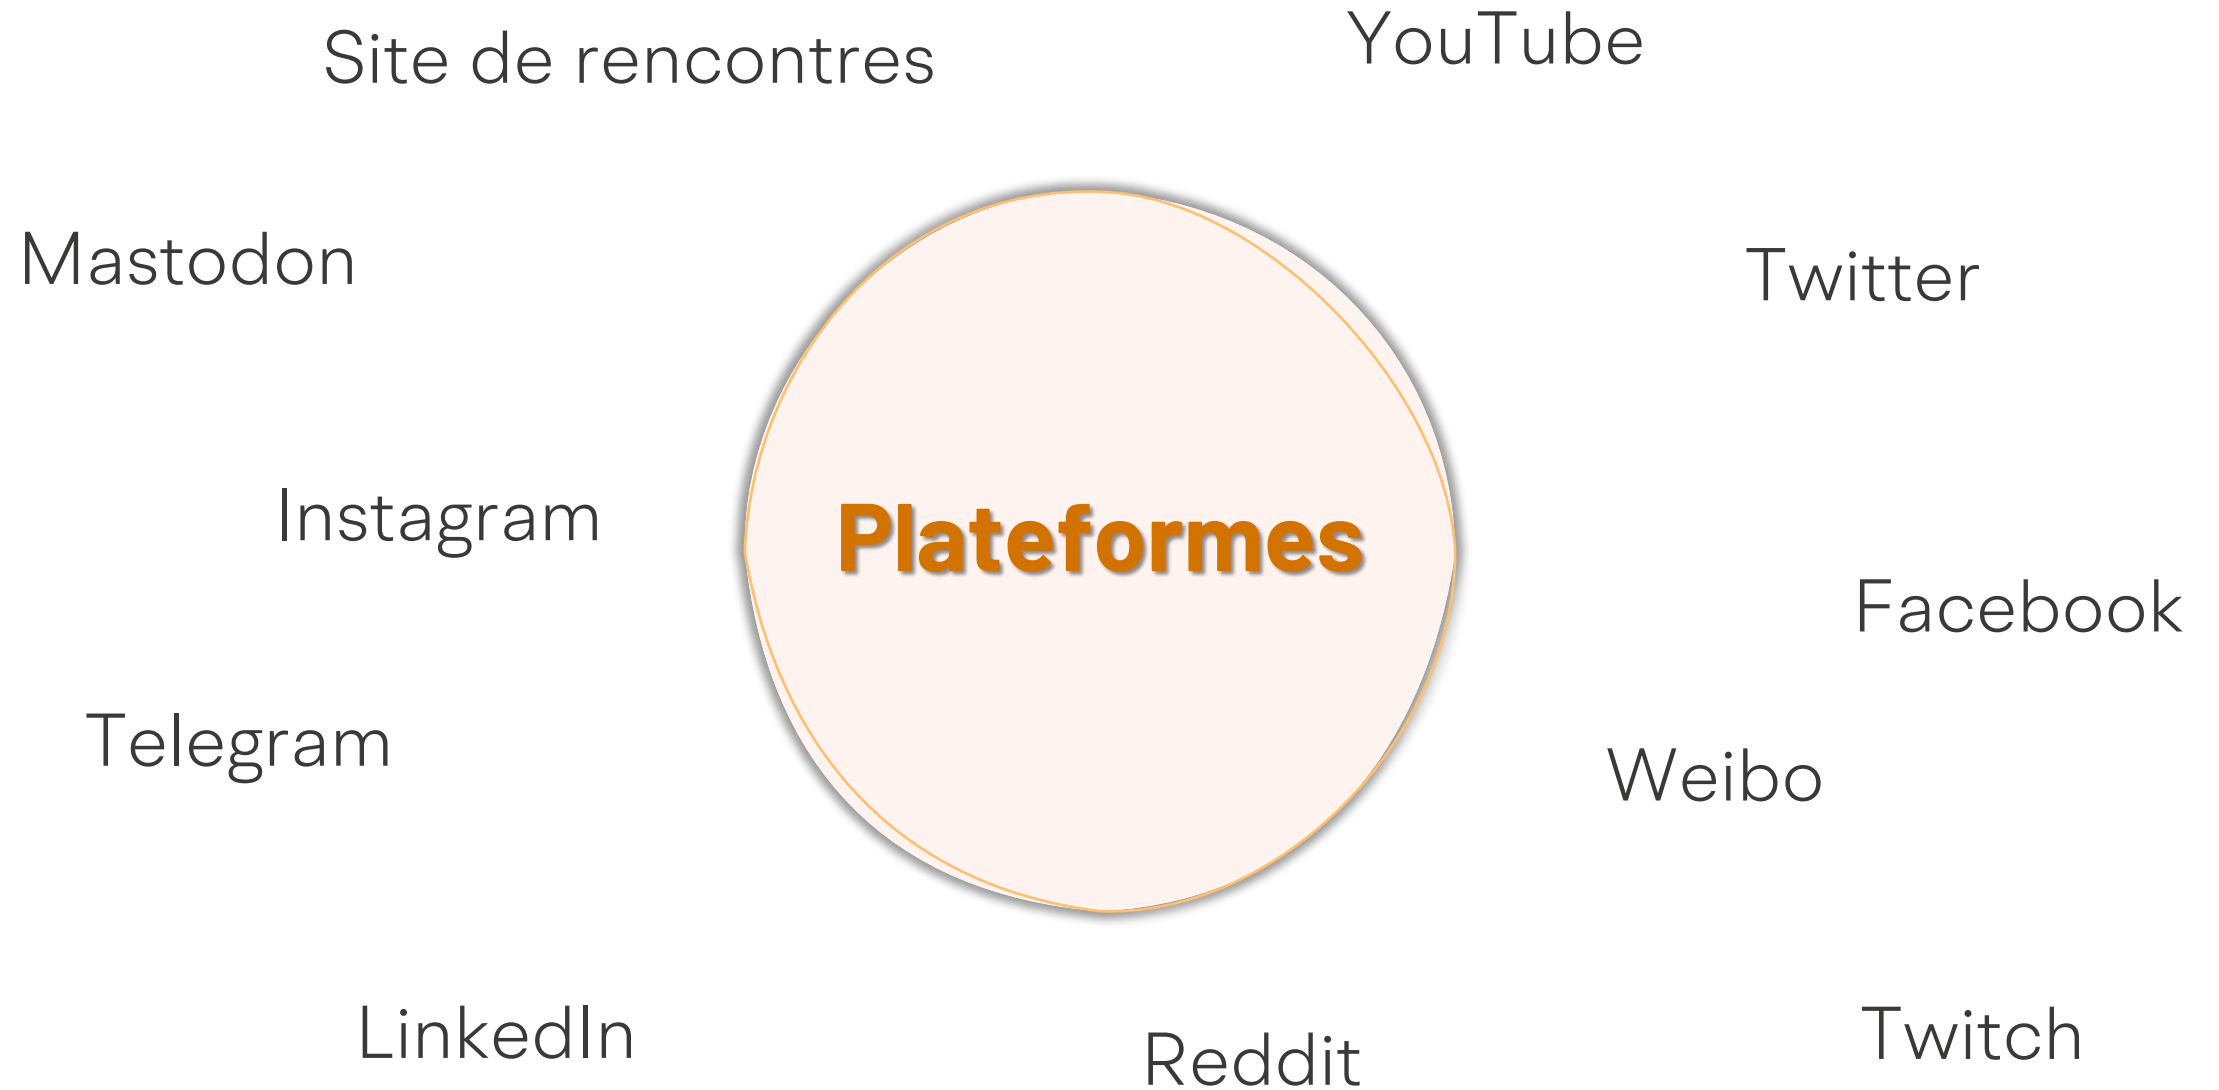 Site de rencontres
YouTube
Mastodon
Twitter
Instagram
Plateformes
Facebook
Telegram
Weibo
LinkedIn
Reddit
Twitch